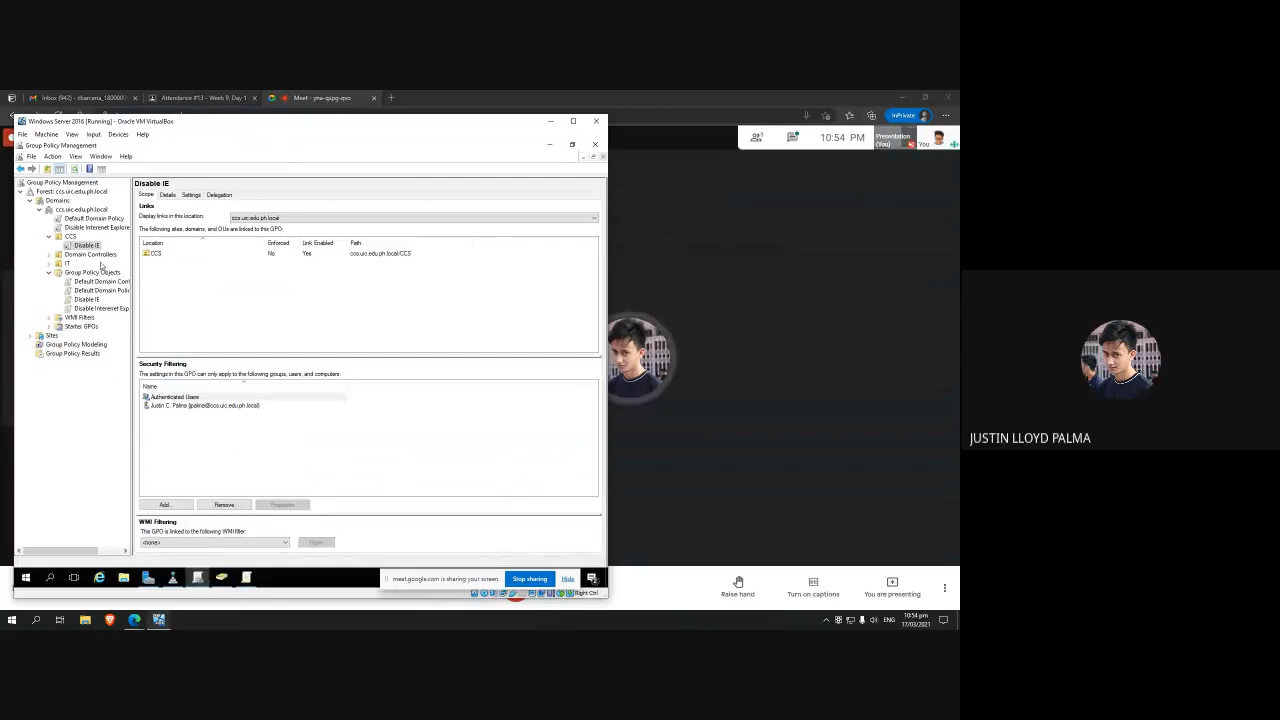 Inbox (942) - ribarcena_1800000
Attendance #13 - Week 9, Day 1
Meet - yna-qxpg-qvo
InPrivate
Windows Server 2016 [Running] - Oracle VM VirtualBox
File Machine View Input Devices Help
Group Policy Management
File Action View Window Help
10:54 PM
Presentation (You)
You
Group Policy Management
Forest: ccs.uic.edu.ph.local
Domains
ccs.uic.edu.ph.local
Default Domain Policy
Disable Internet Explore
CCS
Disable IE
Domain Controllers
IT
Group Policy Objects
Default Domain Con
Default Domain Polic
Disable IE
Disable Interenet Exp
WMI Filters
Starter GPOs
Sites
Group Policy Modeling
Group Policy Results
Disable IE
Scope Details Settings Delegation
Links
Display links in this location: ccs.uic.edu.ph.local
The following sites, domains, and OUs are linked to this GPO:
Location Enforced Link Enabled Path
CCS No Yes ccs.uic.edu.ph.local/CCS
Security Filtering
The settings in this GPO can only apply to the following groups, users, and computers:
Name
Authenticated Users
Justin C. Palma (jpalma@ccs.uic.edu.ph.local)
Add... Remove Properties
WMI Filtering
This GPO is linked to the following WMI filter:
<none> Open
meet.google.com is sharing your screen. Stop sharing Hide
Right Ctrl
JUSTIN LLOYD PALMA
Raise hand Turn on captions You are presenting
ENG 10:54 pm
17/03/2021